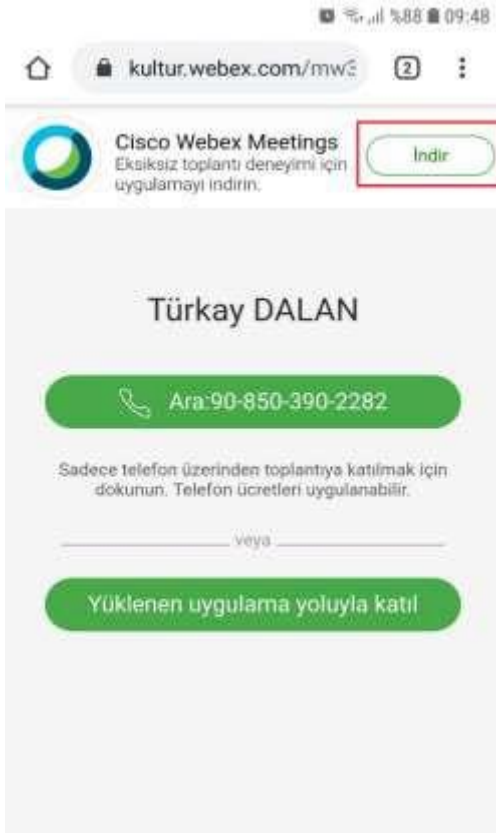 %88 09:48
kultur.webex.com/mw3 2
Cisco Webex Meetings
Eksiksiz toplantı deneyimi için
uygulamayı indirin.
İndir
Türkay DALAN
Ara:90-850-390-2282
Sadece telefon üzerinden toplantıya katılmak için
dokunun. Telefon ücretleri uygulanabilir.
veya
Yüklenen uygulama yoluyla katıl